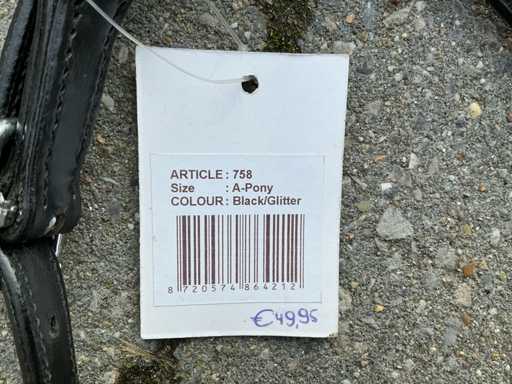 ARTICLE : 758
Size : A-Pony
COLOUR : Black/Glitter
8 720574 864212
€49,95